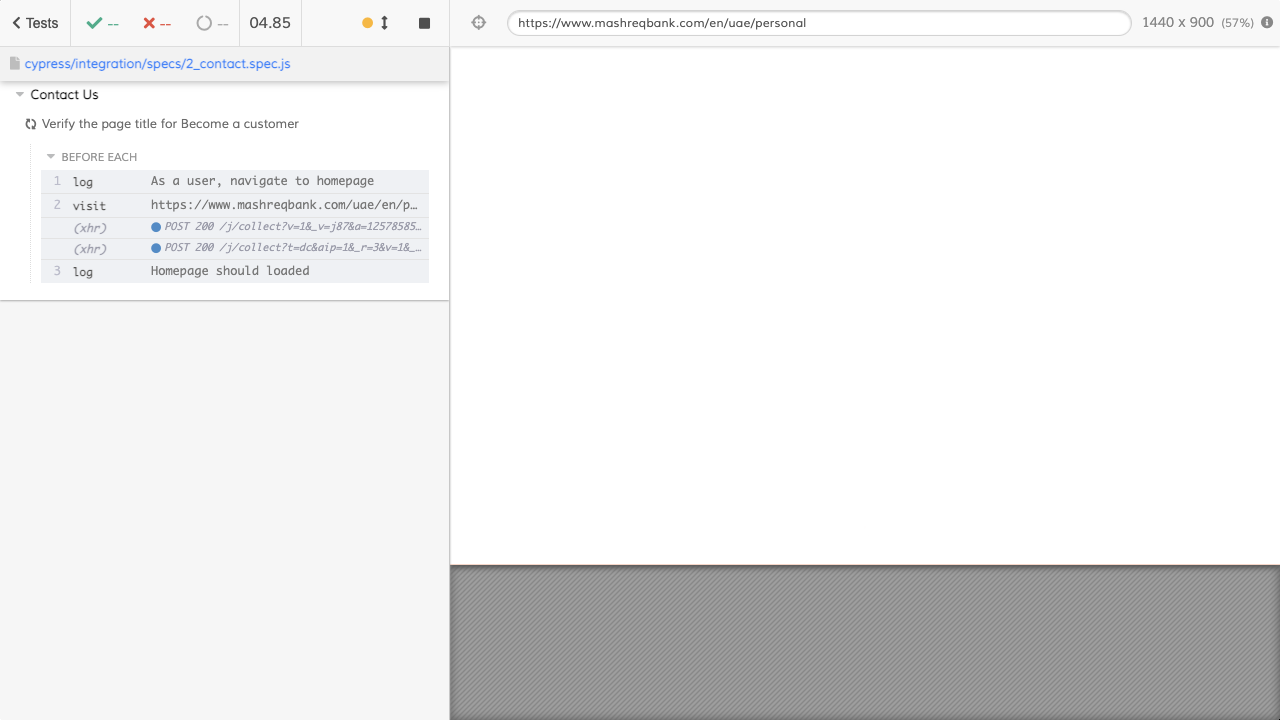 Tests -- -- -- 04.85 https://www.mashreqbank.com/en/uae/personal 1440 x 900 (57%)
cypress/integration/specs/2_contact.spec.js
Contact Us
Verify the page title for Become a customer
BEFORE EACH
1 log As a user, navigate to homepage
2 visit https://www.mashreqbank.com/uae/en/p…
(xhr) POST 200 /j/collect?v=1&_v=j87&a=12578585…
(xhr) POST 200 /j/collect?t=dc&aip=1&_r=3&v=1&_…
3 log Homepage should loaded